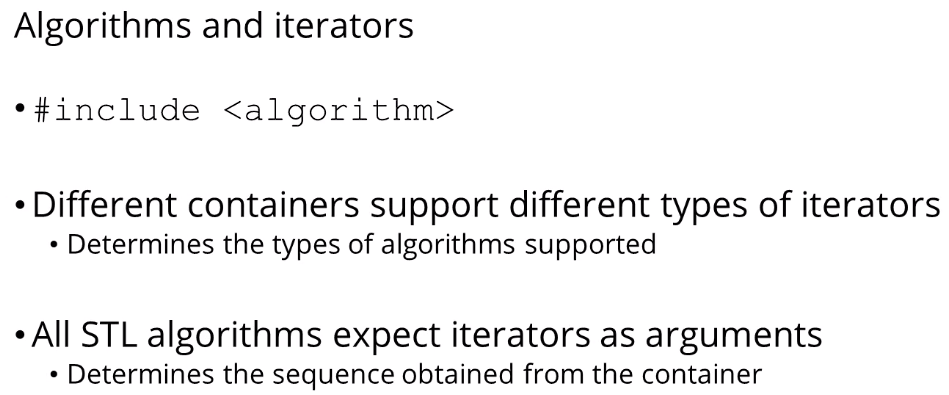 Algorithms and iterators
• #include <algorithm>
• Different containers support different types of iterators
• Determines the types of algorithms supported
• All STL algorithms expect iterators as arguments
• Determines the sequence obtained from the container